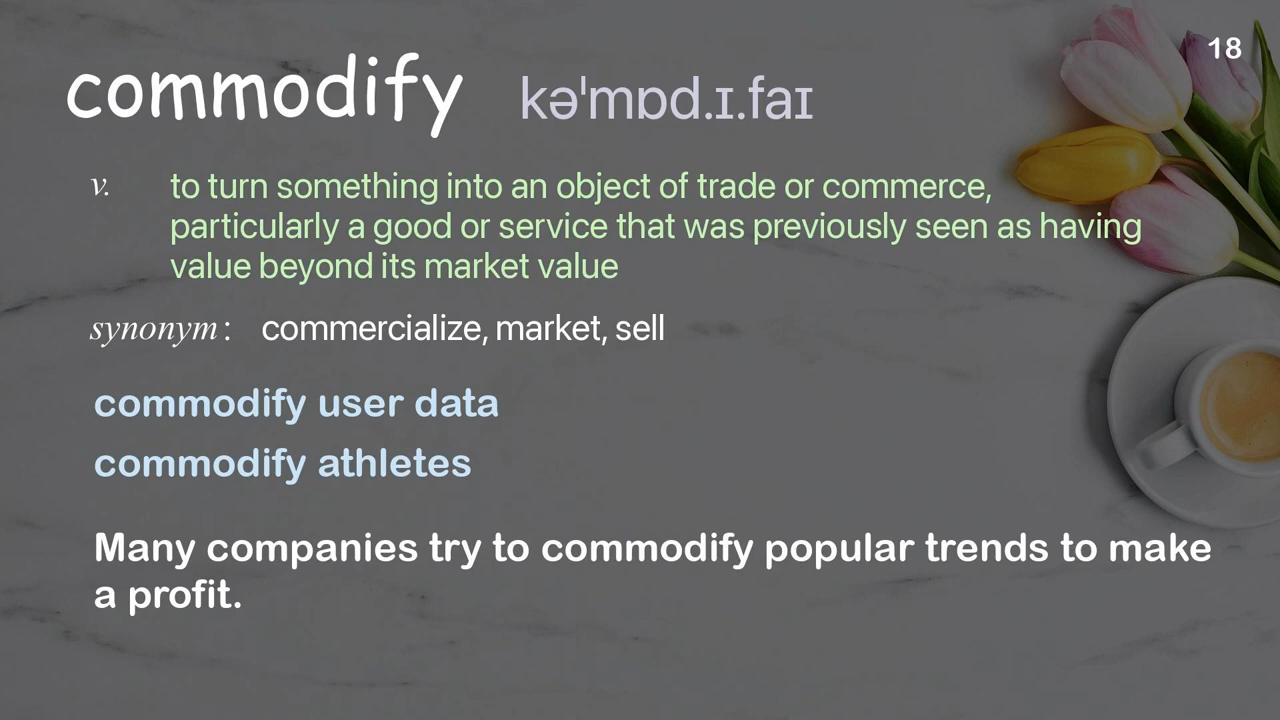 18
commodify kəˈmɒd.ɪ.faɪ
v. to turn something into an object of trade or commerce,
particularly a good or service that was previously seen as having
value beyond its market value
synonym: commercialize, market, sell
commodify user data
commodify athletes
Many companies try to commodify popular trends to make
a profit.